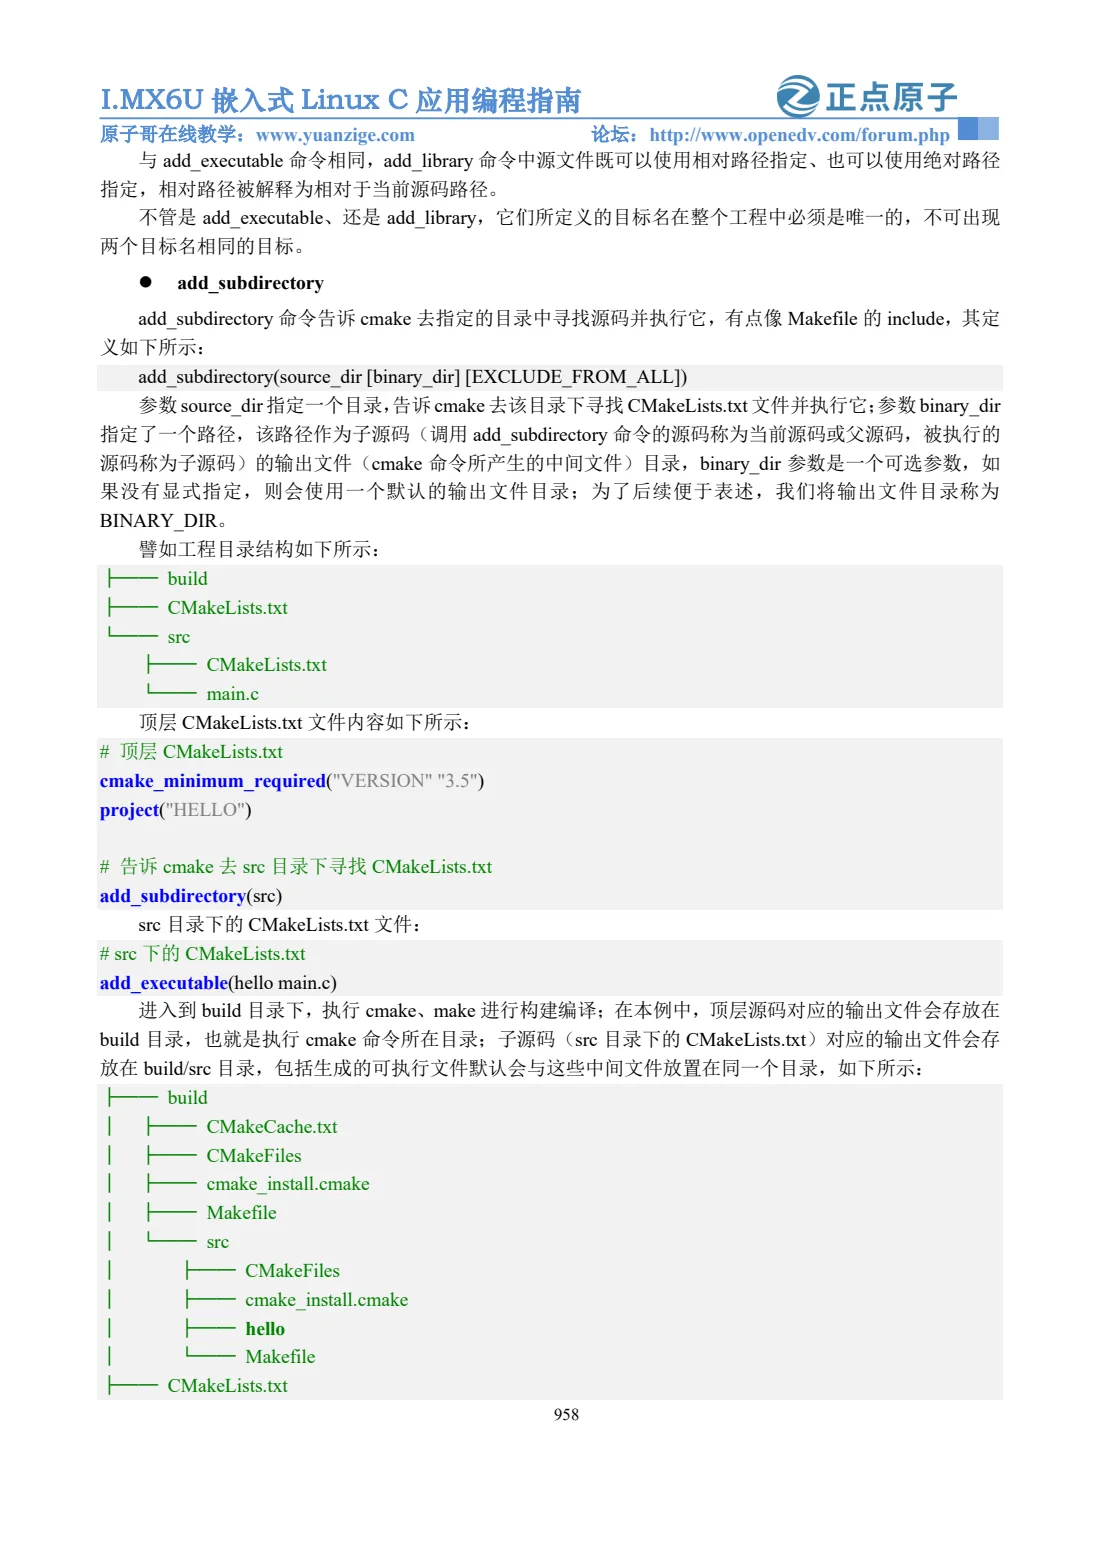 I.MX6U 嵌入式 Linux C 应用编程指南
正点原子
原子哥在线教学：www.yuanzige.com 论坛：http://www.openedv.com/forum.php
与 add_executable 命令相同，add_library 命令中源文件既可以使用相对路径指定、也可以使用绝对路径
指定，相对路径被解释为相对于当前源码路径。
不管是 add_executable、还是 add_library，它们所定义的目标名在整个工程中必须是唯一的，不可出现
两个目标名相同的目标。
● add_subdirectory
add_subdirectory 命令告诉 cmake 去指定的目录中寻找源码并执行它，有点像 Makefile 的 include，其定
义如下所示：
add_subdirectory(source_dir [binary_dir] [EXCLUDE_FROM_ALL])
参数 source_dir 指定一个目录，告诉 cmake 去该目录下寻找 CMakeLists.txt 文件并执行它；参数 binary_dir
指定了一个路径，该路径作为子源码（调用 add_subdirectory 命令的源码称为当前源码或父源码，被执行的
源码称为子源码）的输出文件（cmake 命令所产生的中间文件）目录，binary_dir 参数是一个可选参数，如
果没有显式指定，则会使用一个默认的输出文件目录；为了后续便于表述，我们将输出文件目录称为
BINARY_DIR。
譬如工程目录结构如下所示：
├── build
├── CMakeLists.txt
└── src
    ├── CMakeLists.txt
    └── main.c
顶层 CMakeLists.txt 文件内容如下所示：
# 顶层 CMakeLists.txt
cmake_minimum_required("VERSION" "3.5")
project("HELLO")
# 告诉 cmake 去 src 目录下寻找 CMakeLists.txt
add_subdirectory(src)
src 目录下的 CMakeLists.txt 文件：
# src 下的 CMakeLists.txt
add_executable(hello main.c)
进入到 build 目录下，执行 cmake、make 进行构建编译；在本例中，顶层源码对应的输出文件会存放在
build 目录，也就是执行 cmake 命令所在目录；子源码（src 目录下的 CMakeLists.txt）对应的输出文件会存
放在 build/src 目录，包括生成的可执行文件默认会与这些中间文件放置在同一个目录，如下所示：
├── build
│   ├── CMakeCache.txt
│   ├── CMakeFiles
│   ├── cmake_install.cmake
│   ├── Makefile
│   └── src
│       ├── CMakeFiles
│       ├── cmake_install.cmake
│       ├── hello
│       └── Makefile
├── CMakeLists.txt
958